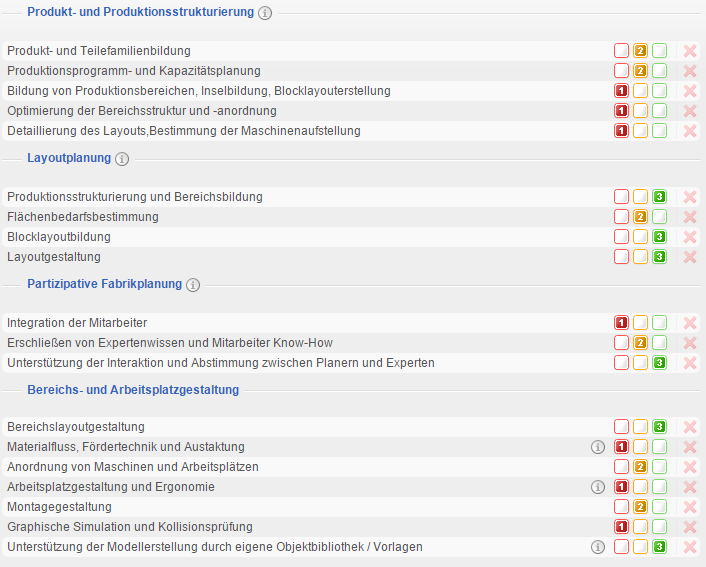 Produkt- und Produktionsstrukturierung i
Produkt- und Teilefamilienbildung 2
Produktionsprogramm- und Kapazitätsplanung 2
Bildung von Produktionsbereichen, Inselbildung, Blocklayouterstellung 1
Optimierung der Bereichsstruktur und -anordnung 1
Detaillierung des Layouts,Bestimmung der Maschinenaufstellung 1
Layoutplanung i
Produktionsstrukturierung und Bereichsbildung 3
Flächenbedarfsbestimmung 2
Blocklayoutbildung 3
Layoutgestaltung 3
Partizipative Fabrikplanung i
Integration der Mitarbeiter 1
Erschließen von Expertenwissen und Mitarbeiter Know-How 2
Unterstützung der Interaktion und Abstimmung zwischen Planern und Experten 3
Bereichs- und Arbeitsplatzgestaltung
Bereichslayoutgestaltung 3
Materialfluss, Fördertechnik und Austaktung i 1
Anordnung von Maschinen und Arbeitsplätzen 2
Arbeitsplatzgestaltung und Ergonomie i 1
Montagegestaltung 2
Graphische Simulation und Kollisionsprüfung 1
Unterstützung der Modellerstellung durch eigene Objektbibliothek / Vorlagen i 3